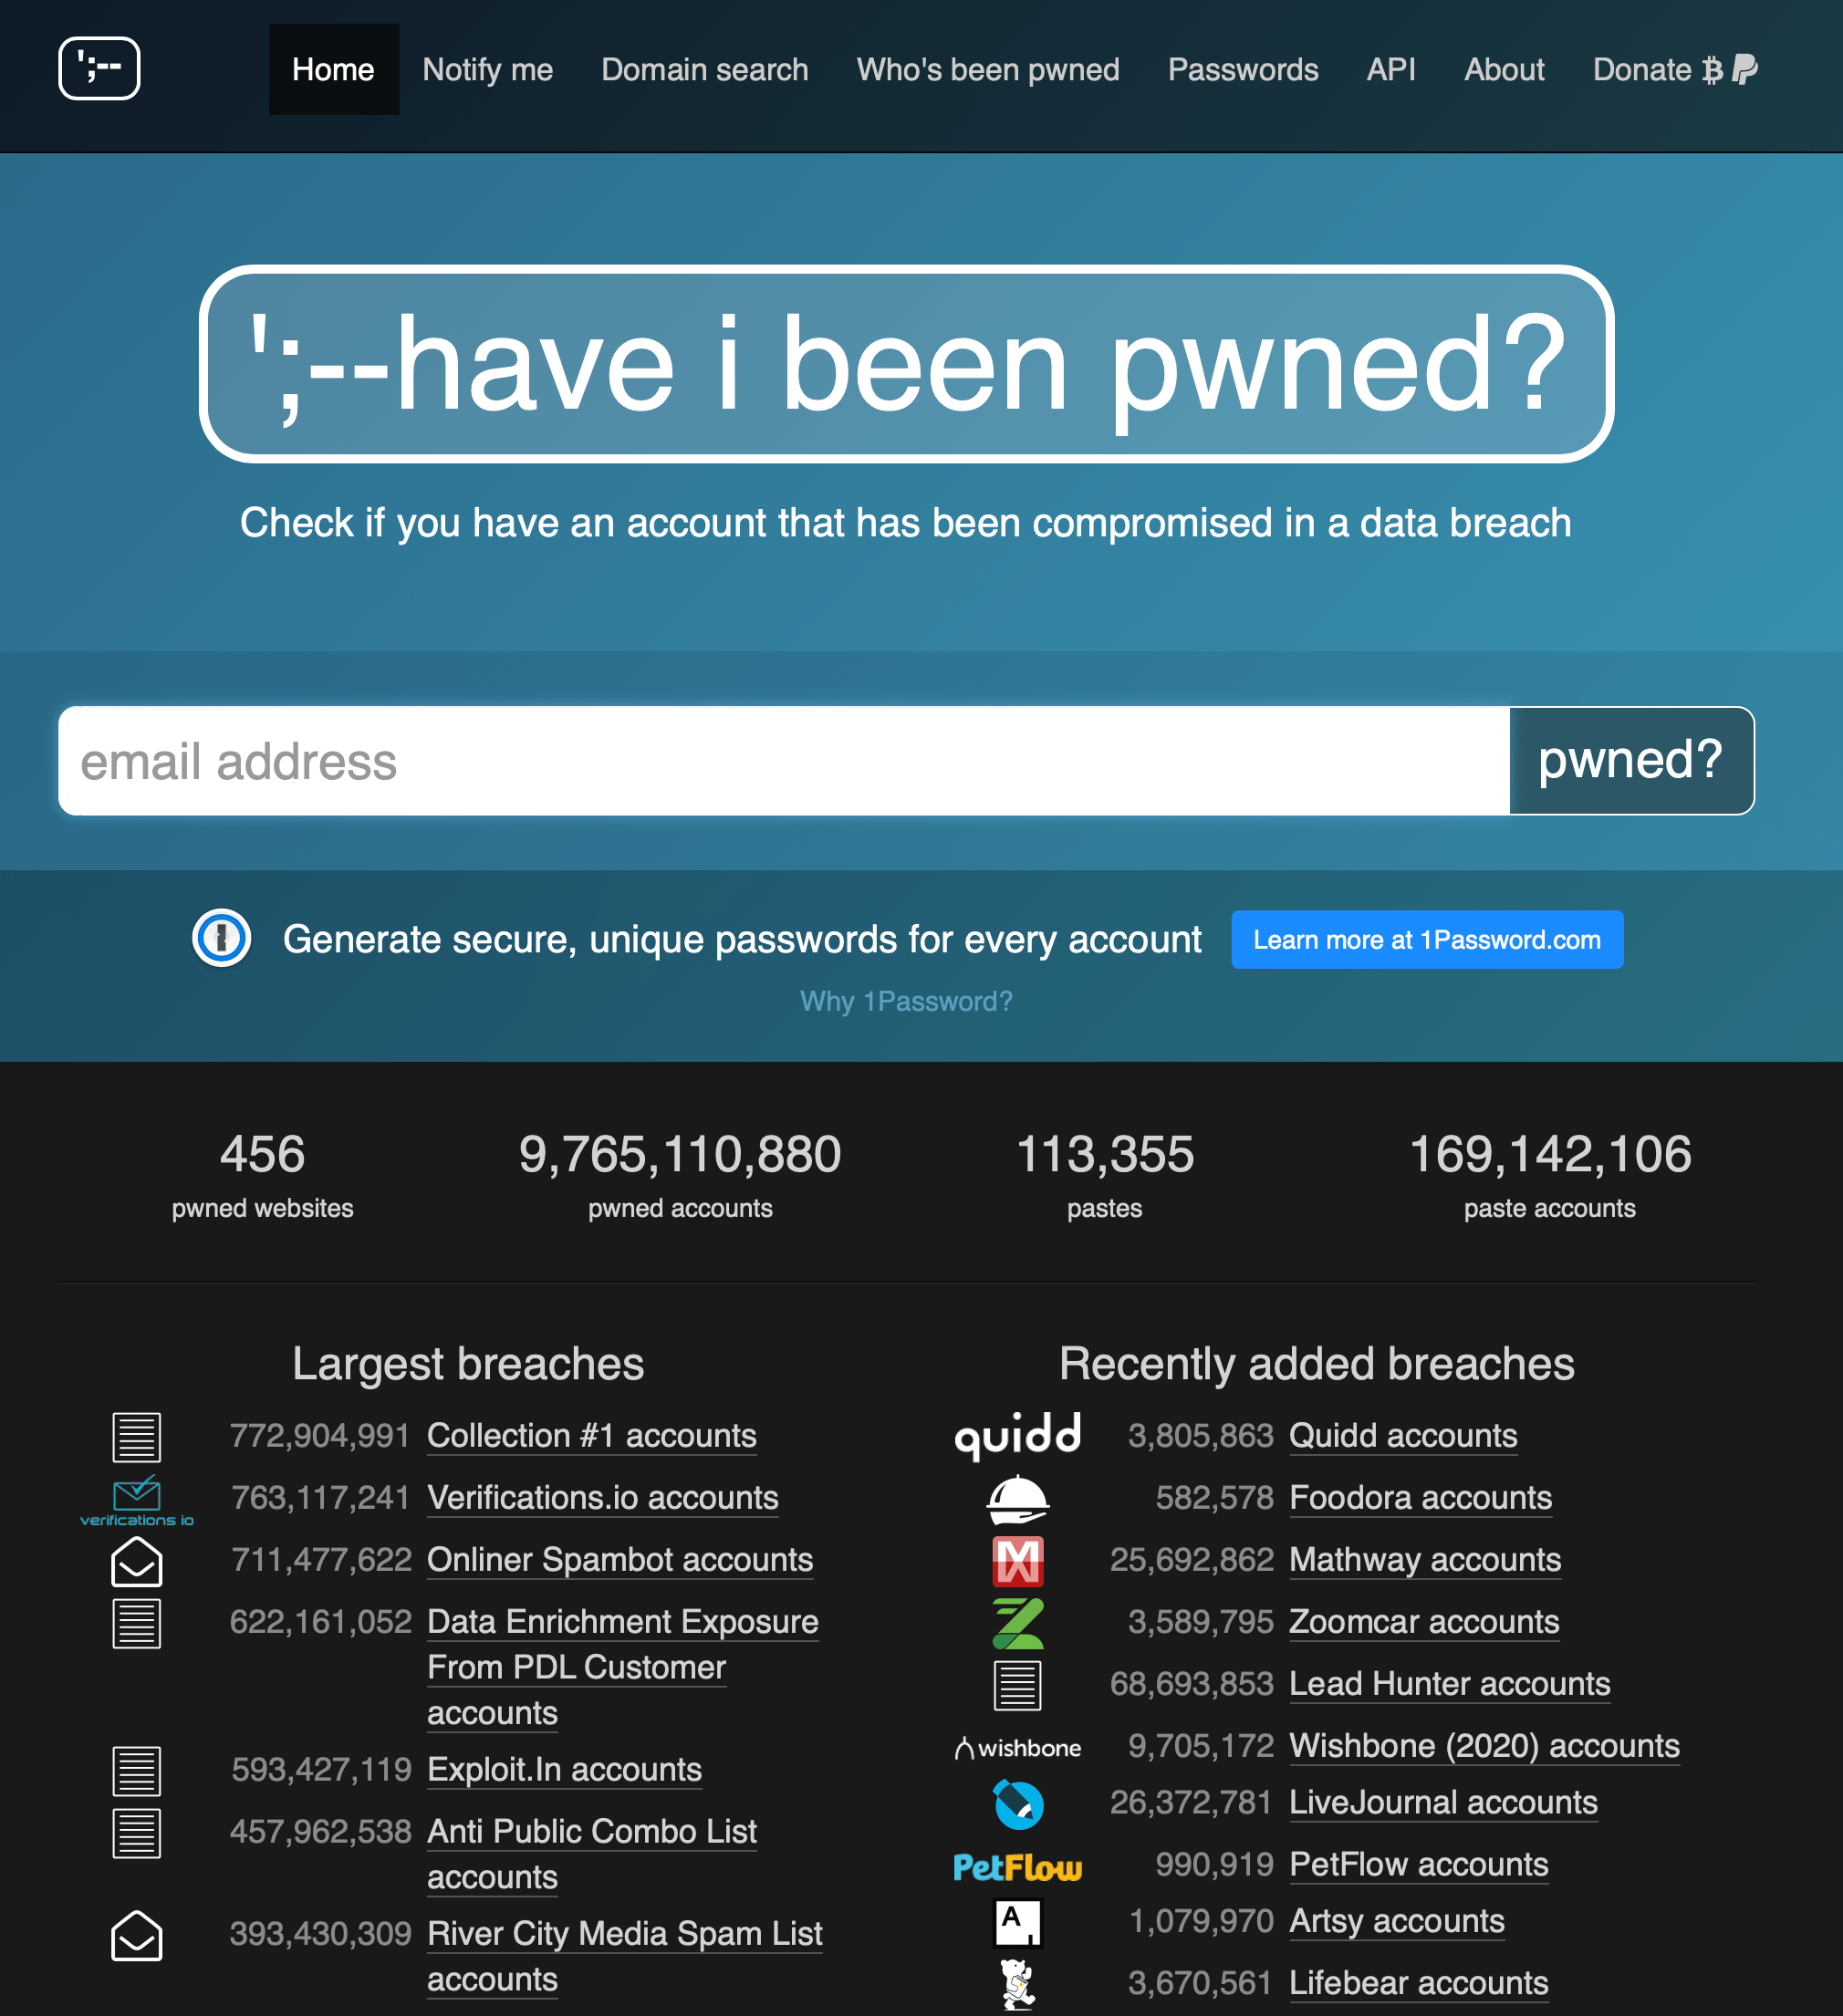 ';--
Home Notify me Domain search Who's been pwned Passwords API About Donate
';--have i been pwned?
Check if you have an account that has been compromised in a data breach
email address
pwned?
Generate secure, unique passwords for every account
Learn more at 1Password.com
Why 1Password?
456
pwned websites
9,765,110,880
pwned accounts
113,355
pastes
169,142,106
paste accounts
Largest breaches
772,904,991 Collection #1 accounts
verifications io
763,117,241 Verifications.io accounts
711,477,622 Onliner Spambot accounts
622,161,052 Data Enrichment Exposure
From PDL Customer
accounts
593,427,119 Exploit.In accounts
457,962,538 Anti Public Combo List
accounts
393,430,309 River City Media Spam List
accounts
Recently added breaches
quidd 3,805,863 Quidd accounts
582,578 Foodora accounts
M 25,692,862 Mathway accounts
3,589,795 Zoomcar accounts
68,693,853 Lead Hunter accounts
wishbone 9,705,172 Wishbone (2020) accounts
26,372,781 LiveJournal accounts
PetFlow 990,919 PetFlow accounts
A 1,079,970 Artsy accounts
3,670,561 Lifebear accounts